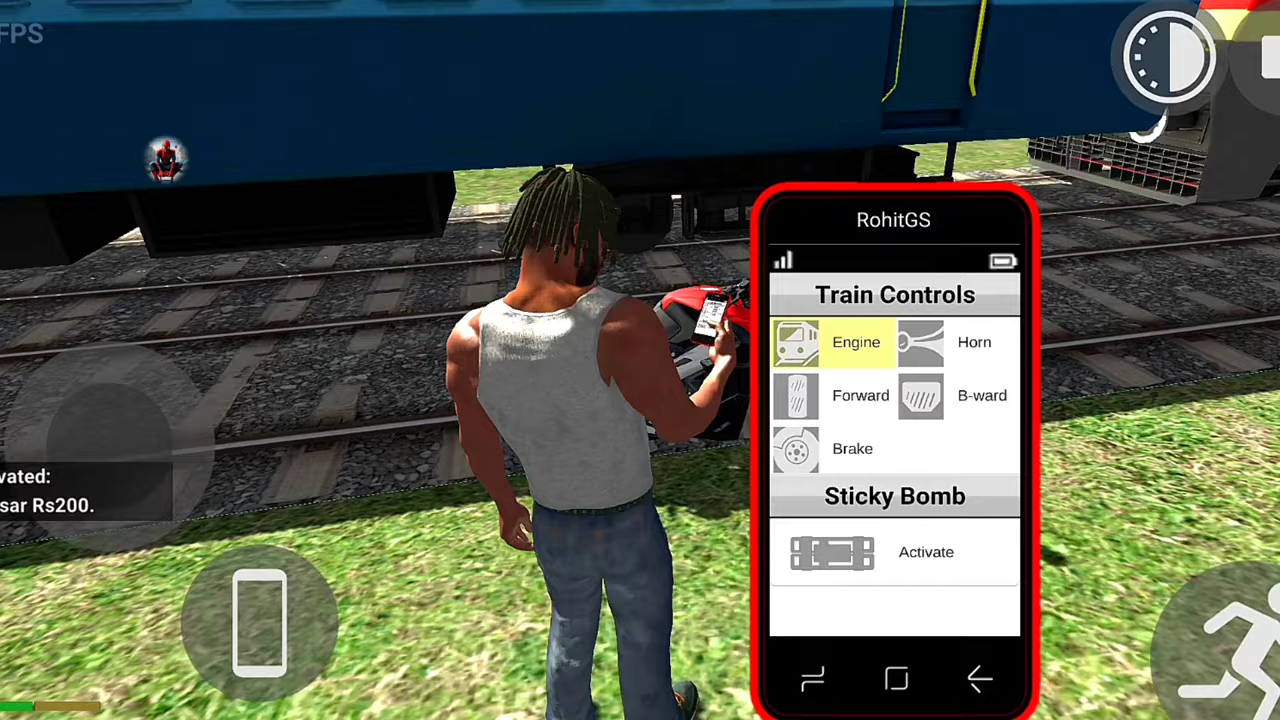 FPS
RohitGS
Train Controls
Engine
Horn
Forward
B-ward
Brake
vated:
sar Rs200.
Sticky Bomb
Activate